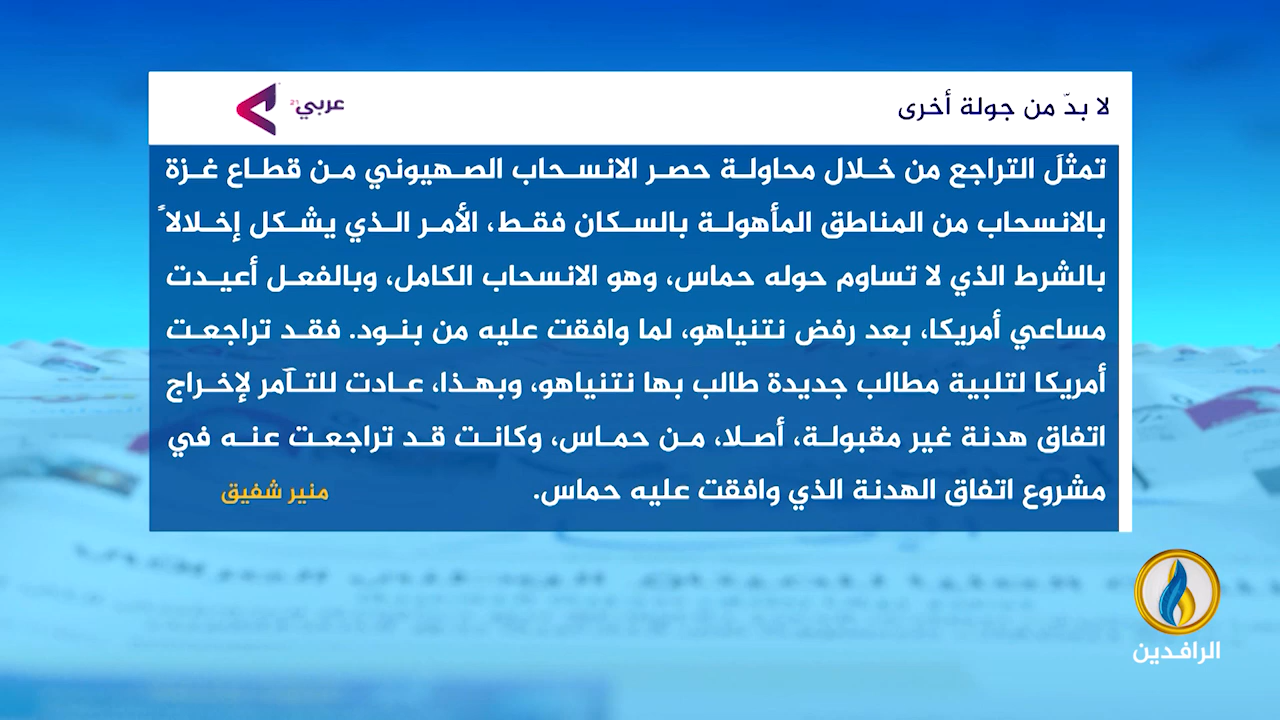 لا بدّ من جولة أخرى
عربي21
تمثلَ التراجع من خلال محاولة حصر الانسحاب الصهيوني من قطاع غزة
بالانسحاب من المناطق المأهولة بالسكان فقط، الأمر الذي يشكل إخلالاً
بالشرط الذي لا تساوم حوله حماس، وهو الانسحاب الكامل، وبالفعل أعيدت
مساعي أمريكا، بعد رفض نتنياهو، لما وافقت عليه من بنود. فقد تراجعت
أمريكا لتلبية مطالب جديدة طالب بها نتنياهو، وبهذا، عادت للتآمر لإخراج
اتفاق هدنة غير مقبولة، أصلا، من حماس، وكانت قد تراجعت عنه في
مشروع اتفاق الهدنة الذي وافقت عليه حماس.
منير شفيق
الرافدين